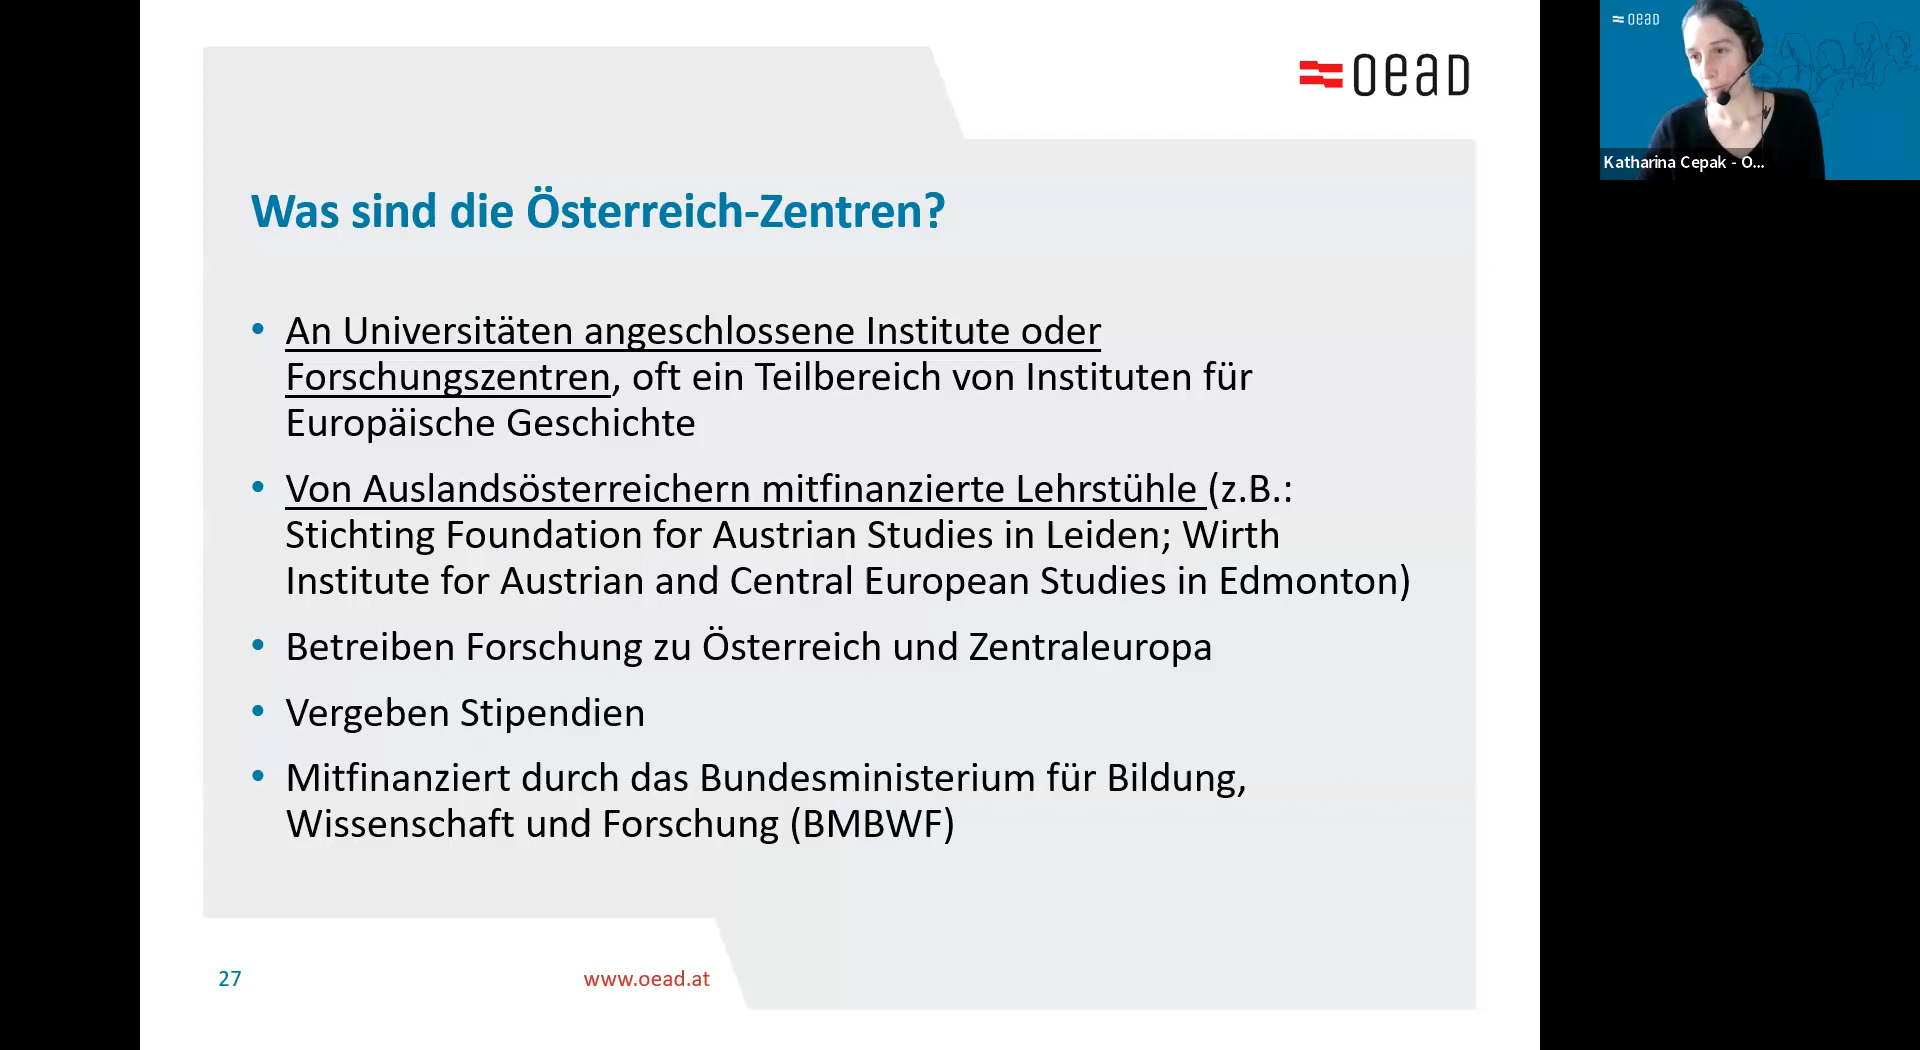 oead
oead
Katharina Cepak - O...
Was sind die Österreich-Zentren?
• An Universitäten angeschlossene Institute oder
Forschungszentren, oft ein Teilbereich von Instituten für
Europäische Geschichte
• Von Auslandsösterreichern mitfinanzierte Lehrstühle (z.B.:
Stichting Foundation for Austrian Studies in Leiden; Wirth
Institute for Austrian and Central European Studies in Edmonton)
• Betreiben Forschung zu Österreich und Zentraleuropa
• Vergeben Stipendien
• Mitfinanziert durch das Bundesministerium für Bildung,
Wissenschaft und Forschung (BMBWF)
27
www.oead.at